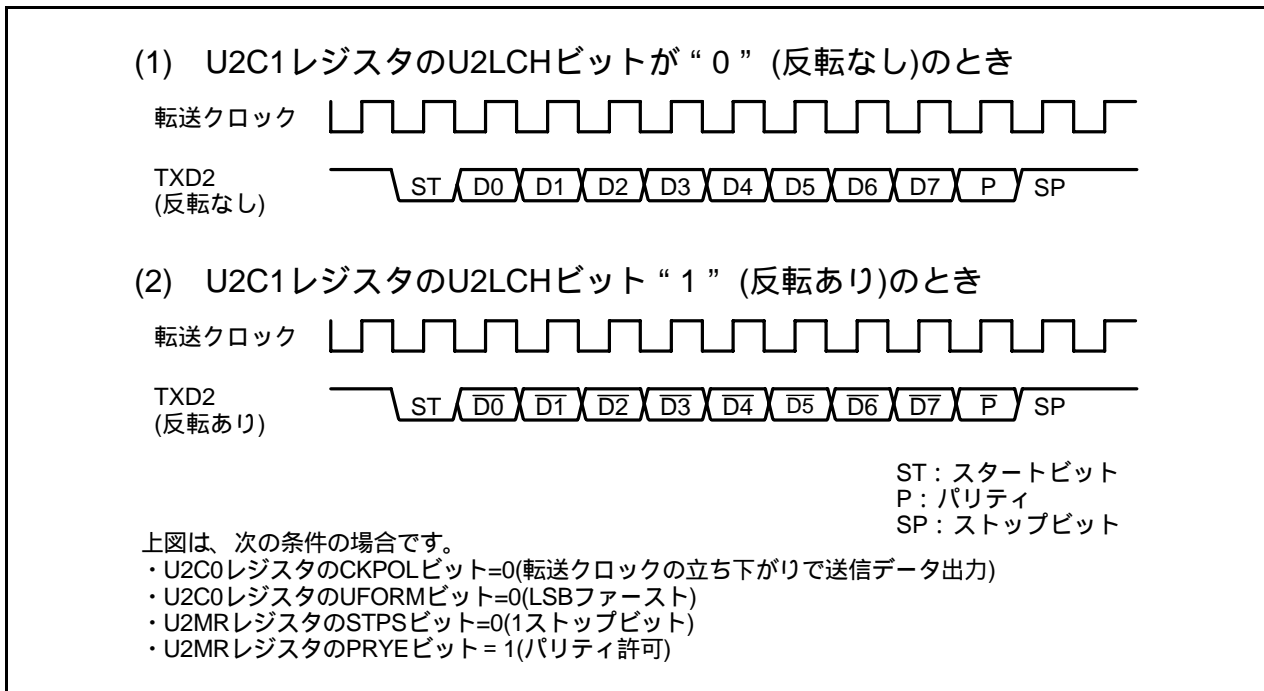 (1) U2C1レジスタのU2LCHビットが “ 0 ” (反転なし)のとき
転送クロック
TXD2
(反転なし)
ST D0 D1 D2 D3 D4 D5 D6 D7 P SP
(2) U2C1レジスタのU2LCHビット “ 1 ” (反転あり)のとき
転送クロック
TXD2
(反転あり)
ST D̅0̅ D̅1̅ D̅2̅ D̅3̅ D̅4̅ D̅5̅ D̅6̅ D̅7̅ P̅ SP
ST : スタートビット
P : パリティ
SP : ストップビット
上図は、次の条件の場合です。
・U2C0レジスタのCKPOLビット=0(転送クロックの立ち下がりで送信データ出力)
・U2C0レジスタのUFORMビット=0(LSBファースト)
・U2MRレジスタのSTPSビット=0(1ストップビット)
・U2MRレジスタのPRYEビット = 1(パリティ許可)